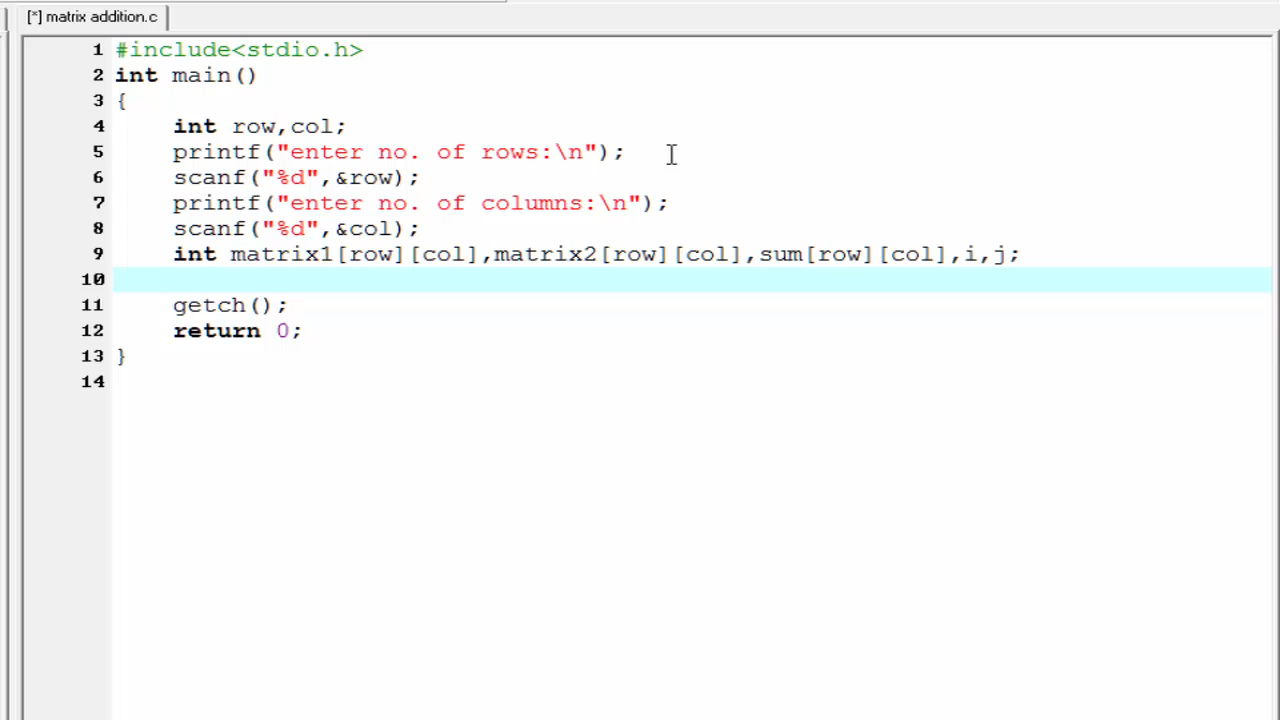 [*] matrix addition.c
1 #include<stdio.h>
2 int main()
3 {
4 int row,col;
5 printf("enter no. of rows:\n");
6 scanf("%d",&row);
7 printf("enter no. of columns:\n");
8 scanf("%d",&col);
9 int matrix1[row][col],matrix2[row][col],sum[row][col],i,j;
10
11 getch();
12 return 0;
13 }
14